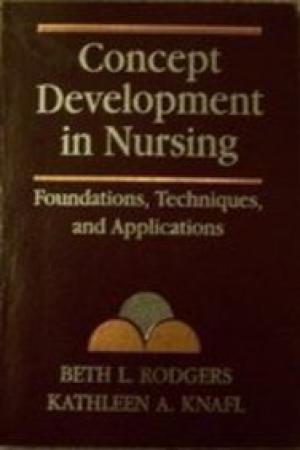 Concept
Development
in Nursing
Foundations, Techniques,
and Applications
BETH L. RODGERS
KATHLEEN A. KNAFL